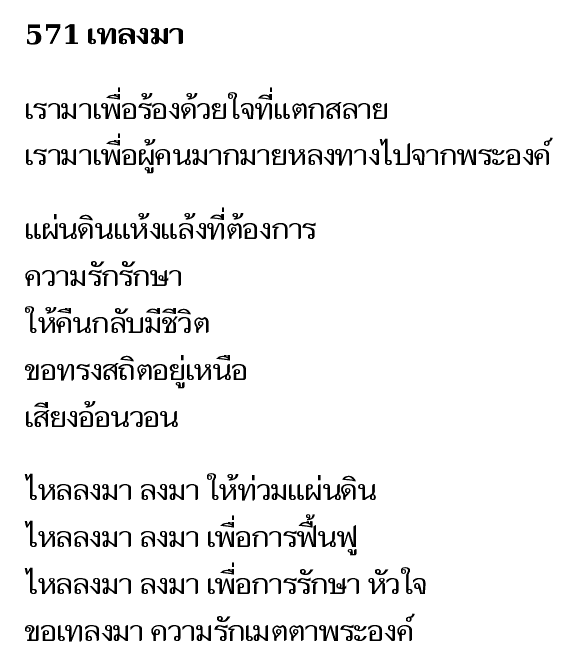 571 เทลงมา
เรามาเพื่อร้องด้วยใจที่แตกสลาย
เรามาเพื่อผู้คนมากมายหลงทางไปจากพระองค์
แผ่นดินแห้งแล้งที่ต้องการ
ความรักรักษา
ให้คืนกลับมีชีวิต
ขอทรงสถิตอยู่เหนือ
เสียงอ้อนวอน
ไหลลงมา ลงมา ให้ท่วมแผ่นดิน
ไหลลงมา ลงมา เพื่อการฟื้นฟู
ไหลลงมา ลงมา เพื่อการรักษา หัวใจ
ขอเทลงมา ความรักเมตตาพระองค์